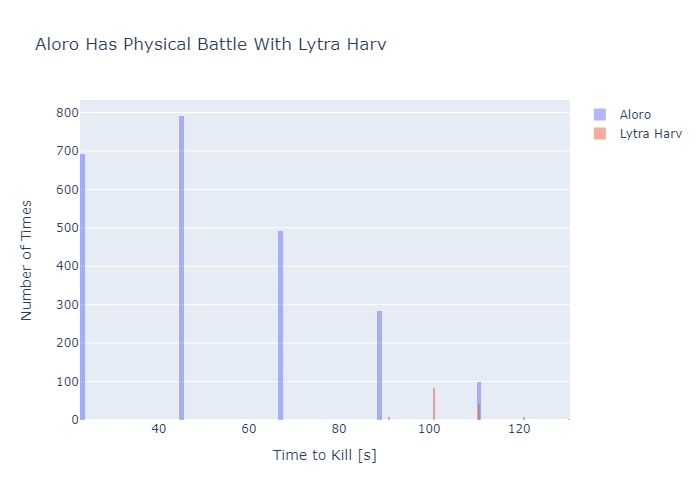 Aloro Has Physical Battle With Lytra Harv
Aloro
Lytra Harv
Number of Times
800
700
600
500
400
300
200
100
0
40 60 80 100 120
Time to Kill [s]